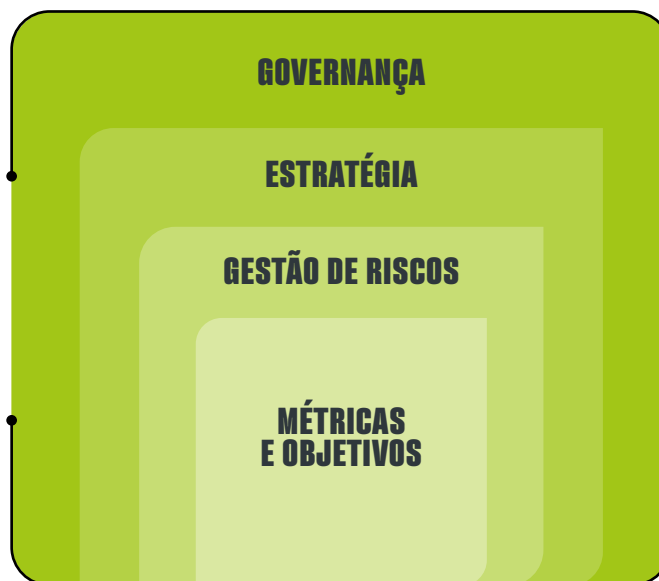 GOVERNANÇA
ESTRATÉGIA
GESTÃO DE RISCOS
MÉTRICAS
E OBJETIVOS